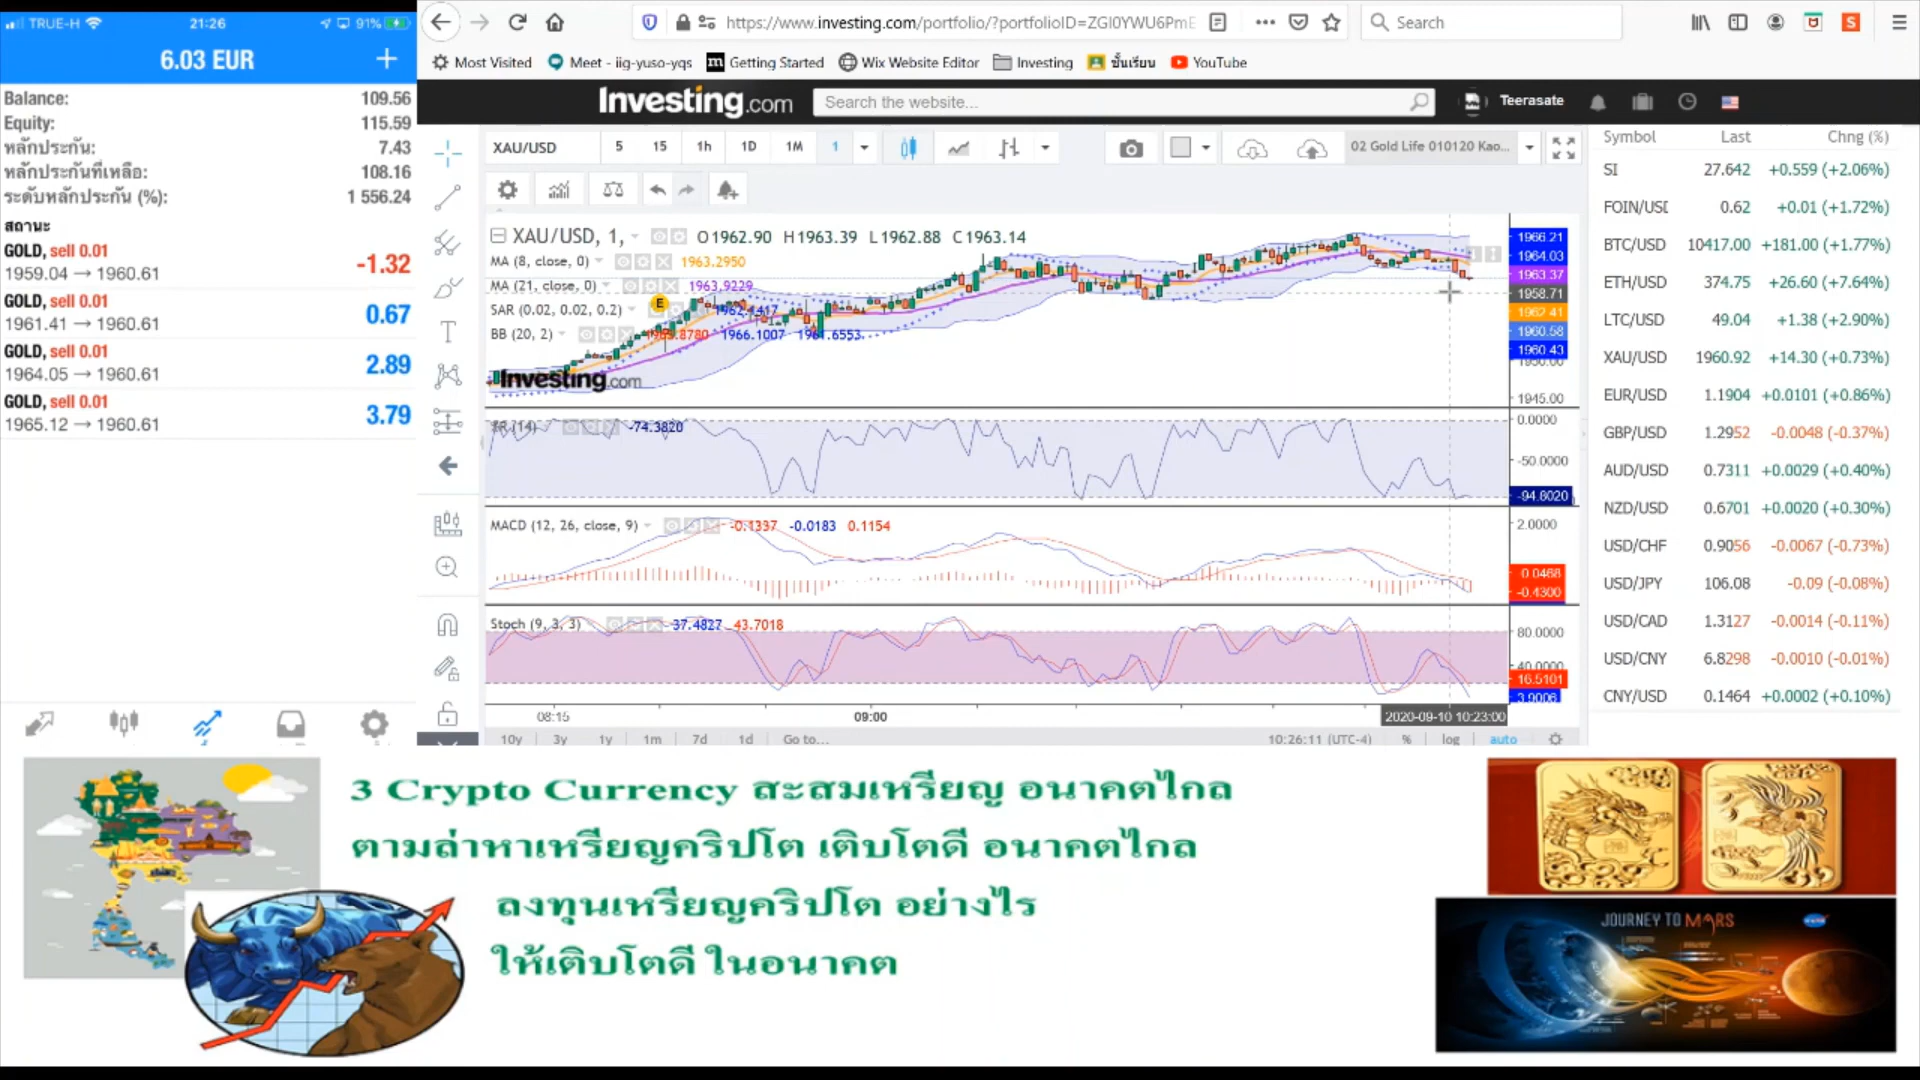 TRUE-H 21:26 91%
6.03 EUR
Balance: 109.56
Equity: 115.59
หลักประกัน: 7.43
หลักประกันที่เหลือ: 108.16
ระดับหลักประกัน (%): 1 556.24
สถานะ
GOLD, sell 0.01
1959.04 → 1960.61 -1.32
GOLD, sell 0.01
1961.41 → 1960.61 0.67
GOLD, sell 0.01
1964.05 → 1960.61 2.89
GOLD, sell 0.01
1965.12 → 1960.61 3.79
https://www.investing.com/portfolio/?portfolioID=ZGI0YWU6PmE
Search
Most Visited Meet - iig-yuso-yqs Getting Started Wix Website Editor Investing ชั้นเรียน YouTube
Investing.com Search the website... Teerasate
XAU/USD 5 15 1h 1D 1M 1 02 Gold Life 010120 Kao...
XAU/USD, 1, O1962.90 H1963.39 L1962.88 C1963.14
MA (8, close, 0) 1963.2950
MA (21, close, 0) 1963.9229
SAR (0.02, 0.02, 0.2)
BB (20, 2) 1966.1007 1961.6553
E
Investing.com
1966.21
1964.03
1963.37
1958.71
1962.41
1960.58
1960.43
1945.00
-74.3820
0.0000
-50.0000
-94.8020
MACD (12, 26, close, 9) -0.1337 -0.0183 0.1154
2.0000
0.0468
-0.4300
Stoch (9, 3, 3) 37.4827 43.7018
80.0000
40.0000
16.5101
3.9006
08:15 09:00 2020-09-10 10:23:00
10y 3y 1y 1m 7d 1d Go to... 10:26:11 (UTC-4) % log auto
Symbol Last Chng (%)
SI 27.642 +0.559 (+2.06%)
FOIN/USD 0.62 +0.01 (+1.72%)
BTC/USD 10417.00 +181.00 (+1.77%)
ETH/USD 374.75 +26.60 (+7.64%)
LTC/USD 49.04 +1.38 (+2.90%)
XAU/USD 1960.92 +14.30 (+0.73%)
EUR/USD 1.1904 +0.0101 (+0.86%)
GBP/USD 1.2952 -0.0048 (-0.37%)
AUD/USD 0.7311 +0.0029 (+0.40%)
NZD/USD 0.6701 +0.0020 (+0.30%)
USD/CHF 0.9056 -0.0067 (-0.73%)
USD/JPY 106.08 -0.09 (-0.08%)
USD/CAD 1.3127 -0.0014 (-0.11%)
USD/CNY 6.8298 -0.0010 (-0.01%)
CNY/USD 0.1464 +0.0002 (+0.10%)
3 Crypto Currency สะสมเหรียญ อนาคตไกล
ตามล่าหาเหรียญคริปโต เติบโตดี อนาคตไกล
ลงทุนเหรียญคริปโต อย่างไร
ให้เติบโตดี ในอนาคต
JOURNEY TO MARS NASA